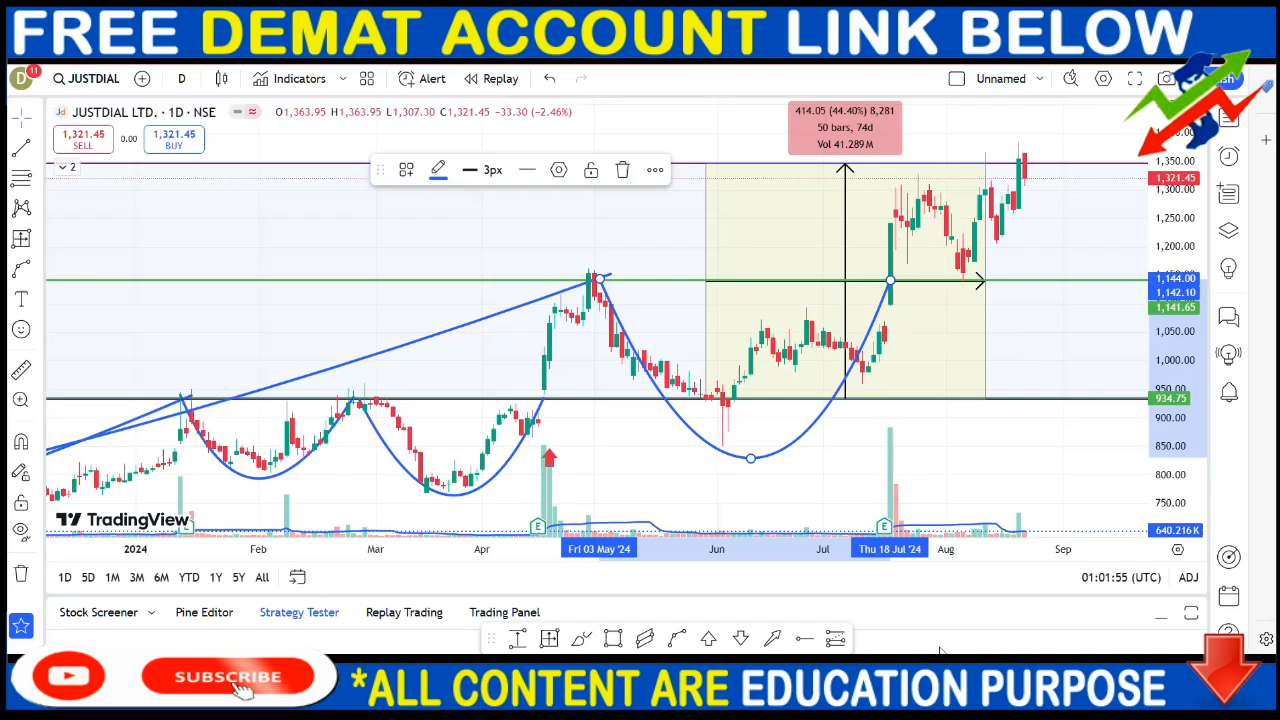 FREE DEMAT ACCOUNT LINK BELOW
D 11 JUSTDIAL D Indicators Alert Replay Unnamed
Jd JUSTDIAL LTD. · 1D · NSE O1,363.95 H1,363.95 L1,307.30 C1,321.45 −33.30 (−2.46%)
1,321.45 SELL 0.00 1,321.45 BUY
2
3px
414.05 (44.40%) 8,281
50 bars, 74d
Vol 41.289 M
1,350.00
1,321.45
1,300.00
1,250.00
1,200.00
1,144.00
1,142.10
1,141.65
1,050.00
1,000.00
950.00
934.75
900.00
850.00
800.00
750.00
640.216 K
TradingView
E E
2024 Feb Mar Apr Fri 03 May '24 Jun Jul Thu 18 Jul '24 Aug Sep
1D 5D 1M 3M 6M YTD 1Y 5Y All 01:01:55 (UTC) ADJ
Stock Screener Pine Editor Strategy Tester Replay Trading Trading Panel
SUBSCRIBE
*ALL CONTENT ARE EDUCATION PURPOSE